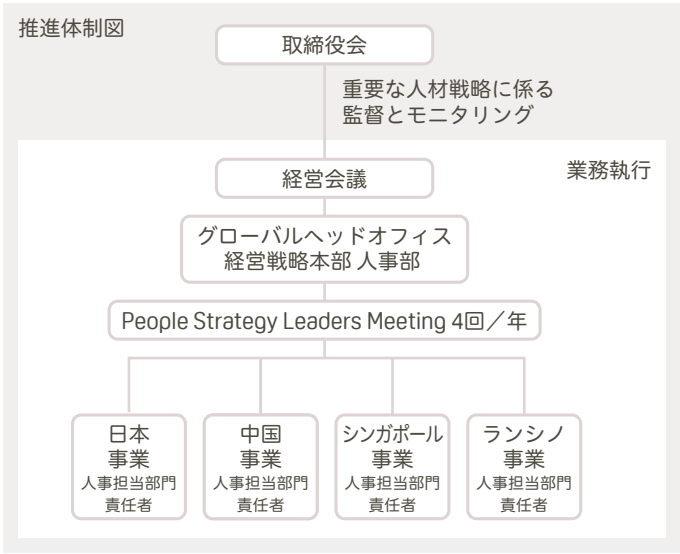 推進体制図
取締役会
重要な人材戦略に係る
監督とモニタリング
経営会議
業務執行
グローバルヘッドオフィス
経営戦略本部 人事部
People Strategy Leaders Meeting 4回／年
日本
事業
人事担当部門
責任者
中国
事業
人事担当部門
責任者
シンガポール
事業
人事担当部門
責任者
ランシノ
事業
人事担当部門
責任者